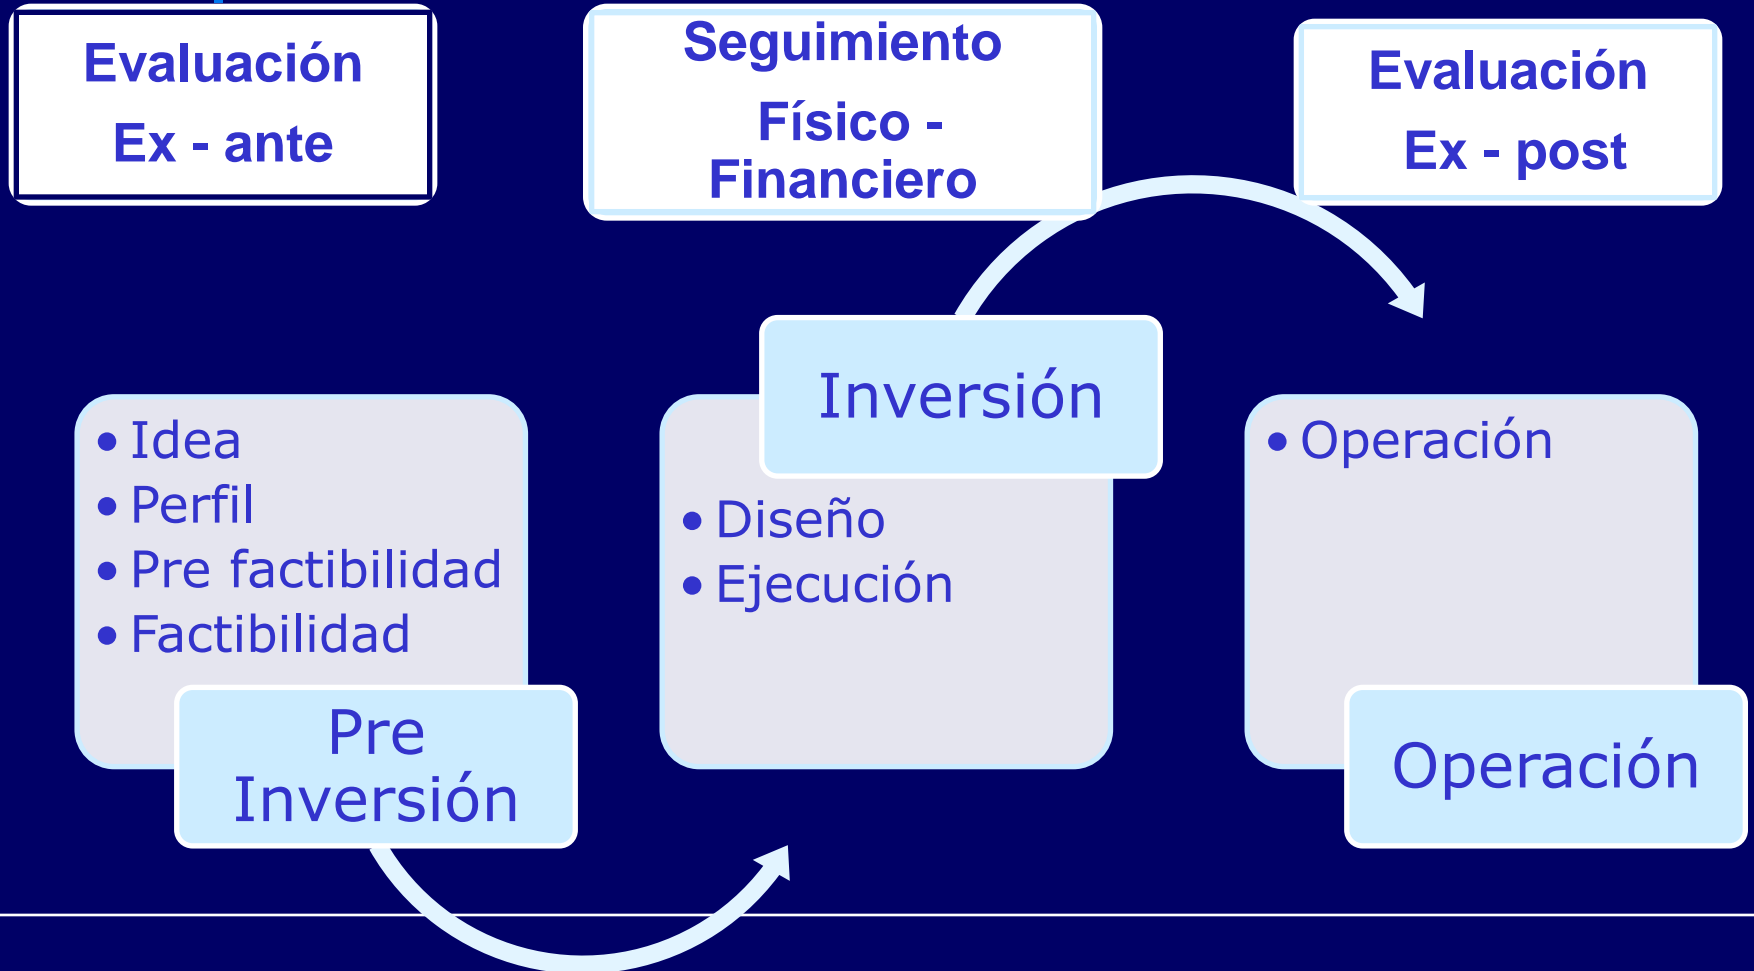 Evaluación
Ex - ante
Seguimiento
Físico -
Financiero
Evaluación
Ex - post
• Idea
• Perfil
• Pre factibilidad
• Factibilidad
Pre
Inversión
Inversión
• Diseño
• Ejecución
• Operación
Operación